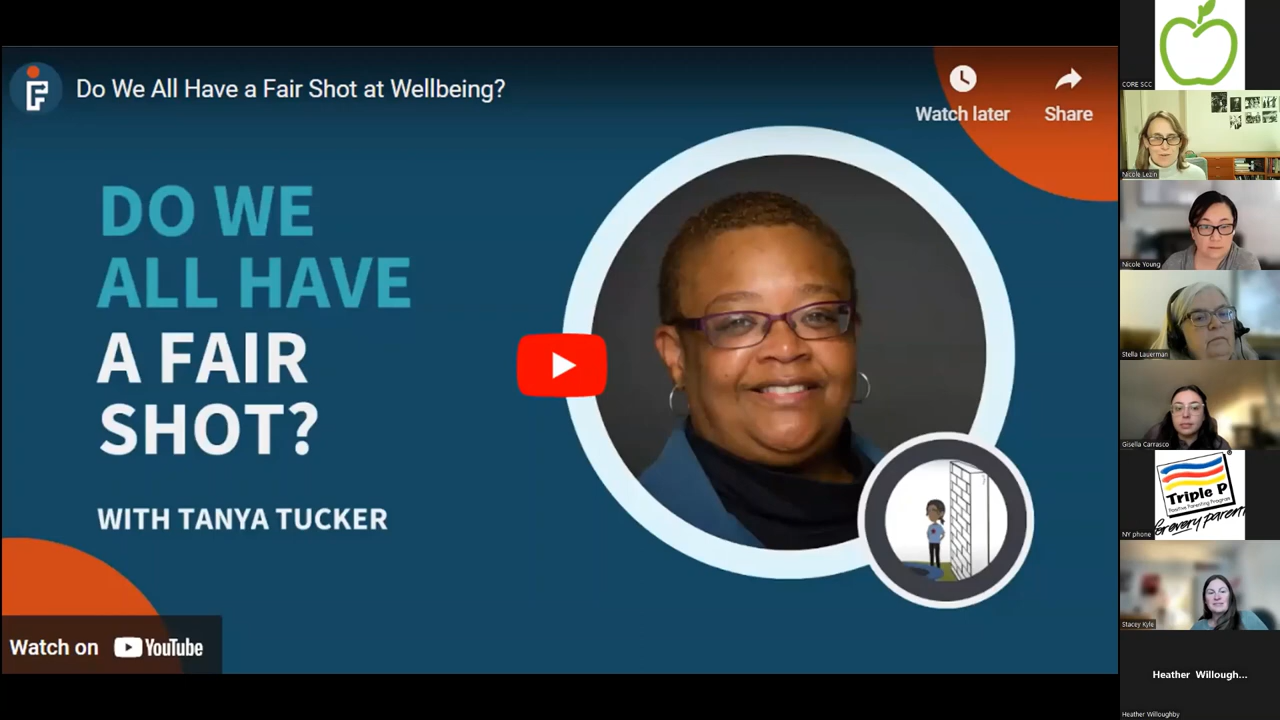 Do We All Have a Fair Shot at Wellbeing?
Watch later
Share
DO WE
ALL HAVE
A FAIR
SHOT?
WITH TANYA TUCKER
Watch on YouTube
CORE SCC
Nicole Lezin
Nicole Young
Stella Lauerman
Gisella Carrasco
Triple P
Positive Parenting Program
for every parent
NY phone
Stacey Kyle
Heather Willough...
Heather Willoughby